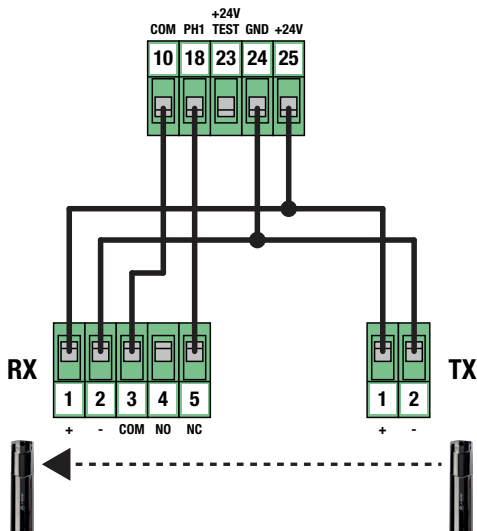 +24V
COM PH1 TEST GND +24V
10 18 23 24 25
RX TX
1 2 3 4 5 1 2
+ - COM NO NC + -